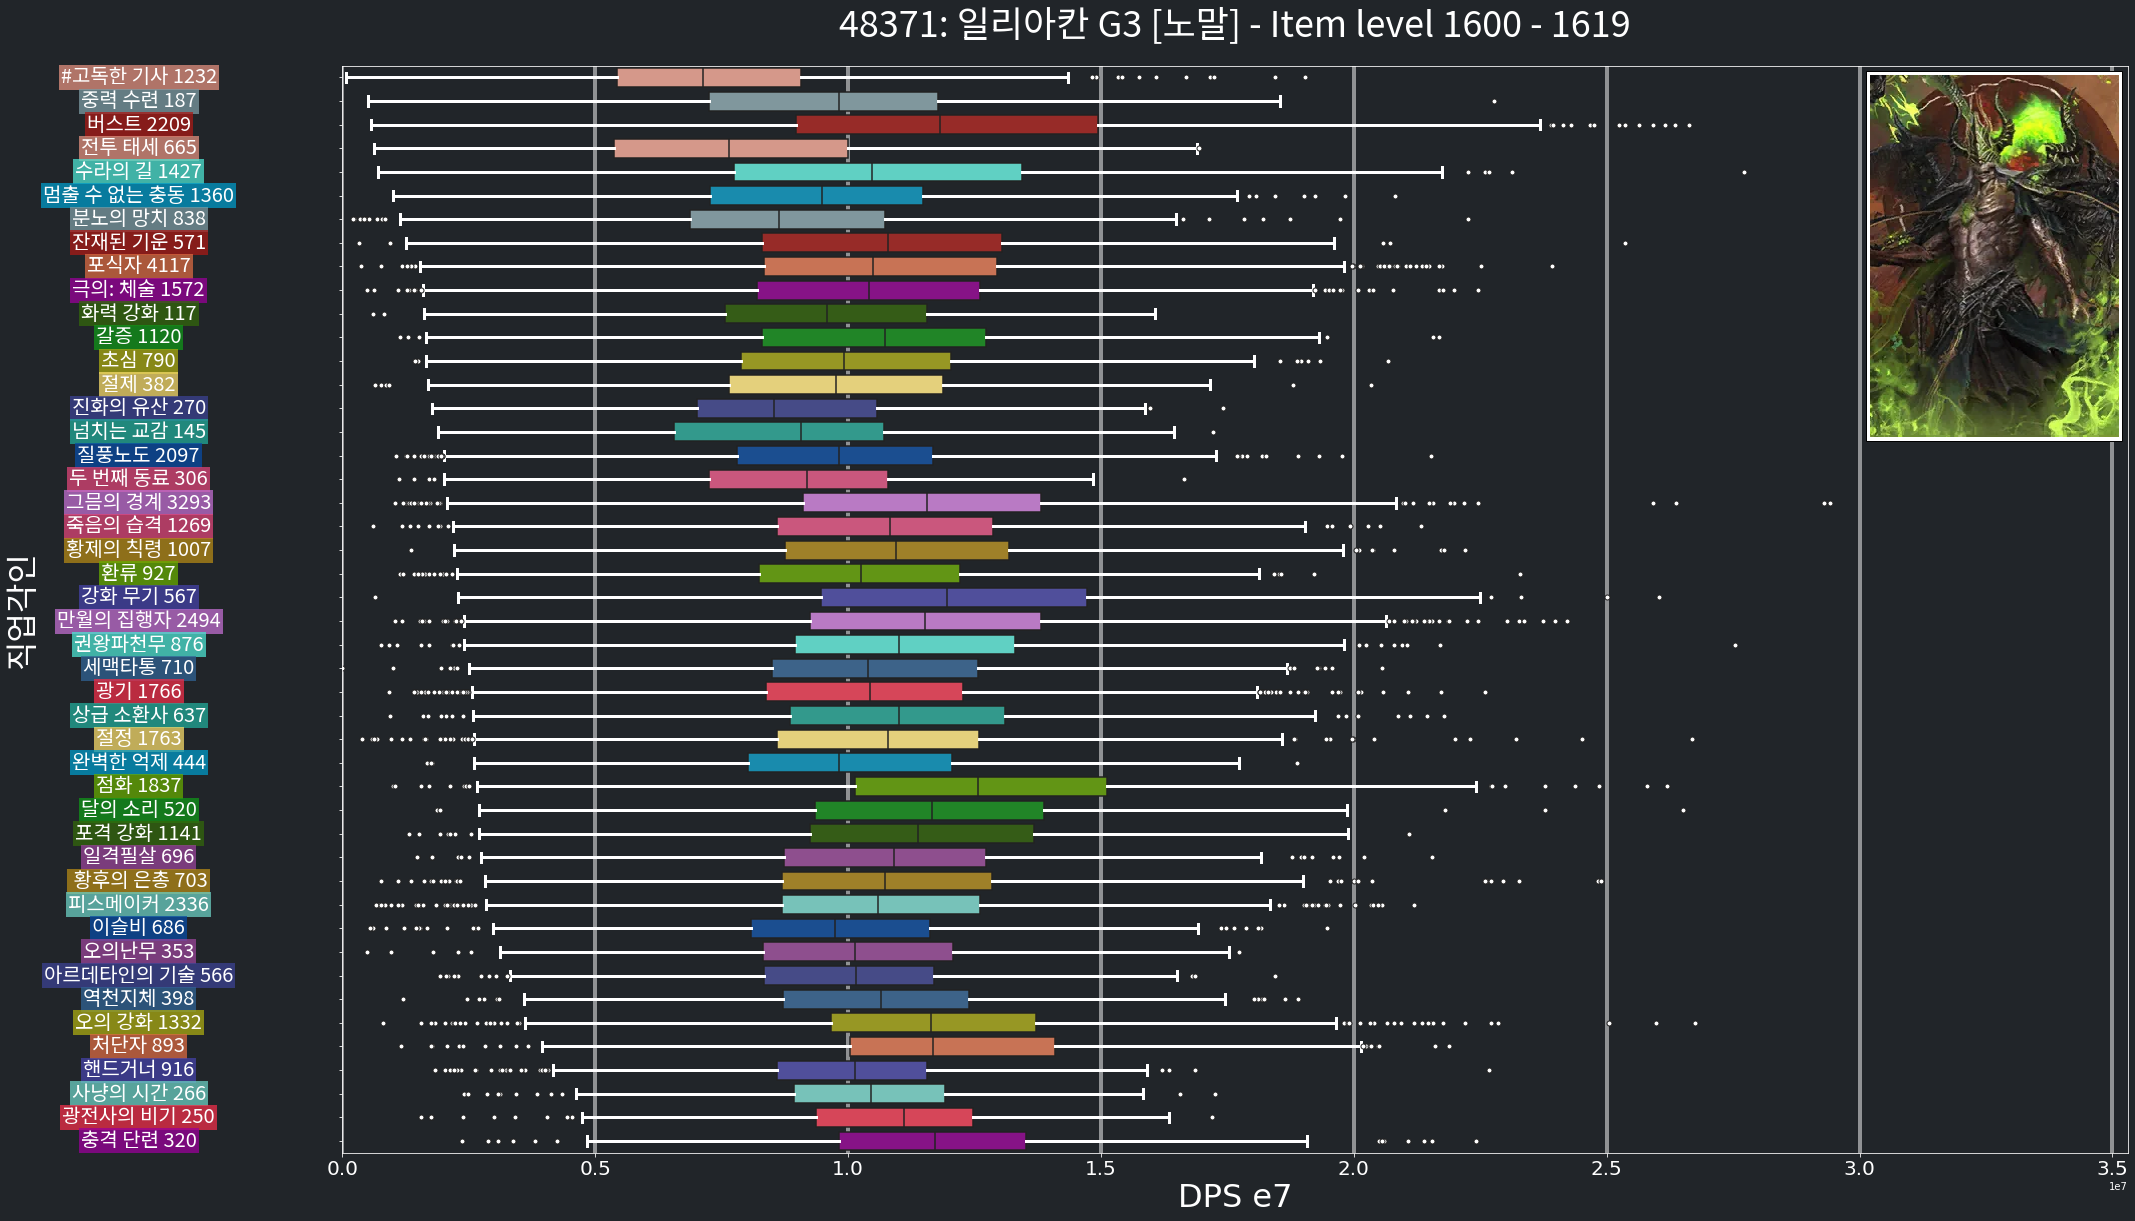 48371: 일리아칸 G3 [노말] - Item level 1600 - 1619
직업각인
#고독한 기사 1232
중력 수련 187
버스트 2209
전투 태세 665
수라의 길 1427
멈출 수 없는 충동 1360
분노의 망치 838
잔재된 기운 571
포식자 4117
극의: 체술 1572
화력 강화 117
갈증 1120
초심 790
절제 382
진화의 유산 270
넘치는 교감 145
질풍노도 2097
두 번째 동료 306
그믐의 경계 3293
죽음의 습격 1269
황제의 칙령 1007
환류 927
강화 무기 567
만월의 집행자 2494
권왕파천무 876
세맥타통 710
광기 1766
상급 소환사 637
절정 1763
완벽한 억제 444
점화 1837
달의 소리 520
포격 강화 1141
일격필살 696
황후의 은총 703
피스메이커 2336
이슬비 686
오의난무 353
아르데타인의 기술 566
역천지체 398
오의 강화 1332
처단자 893
핸드거너 916
사냥의 시간 266
광전사의 비기 250
충격 단련 320
0.0 0.5 1.0 1.5 2.0 2.5 3.0 3.5
1e7
DPS e7